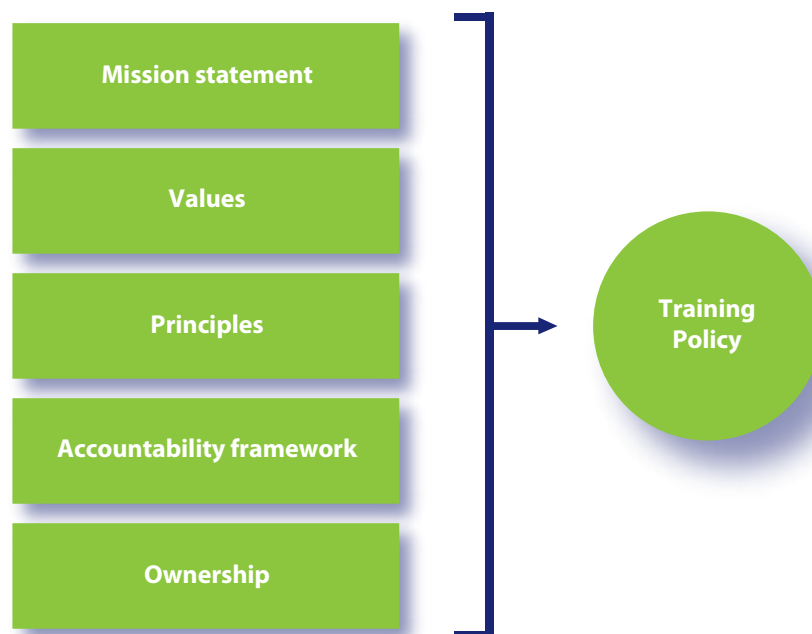 Mission statement
Values
Principles
Accountability framework
Ownership
Training
Policy